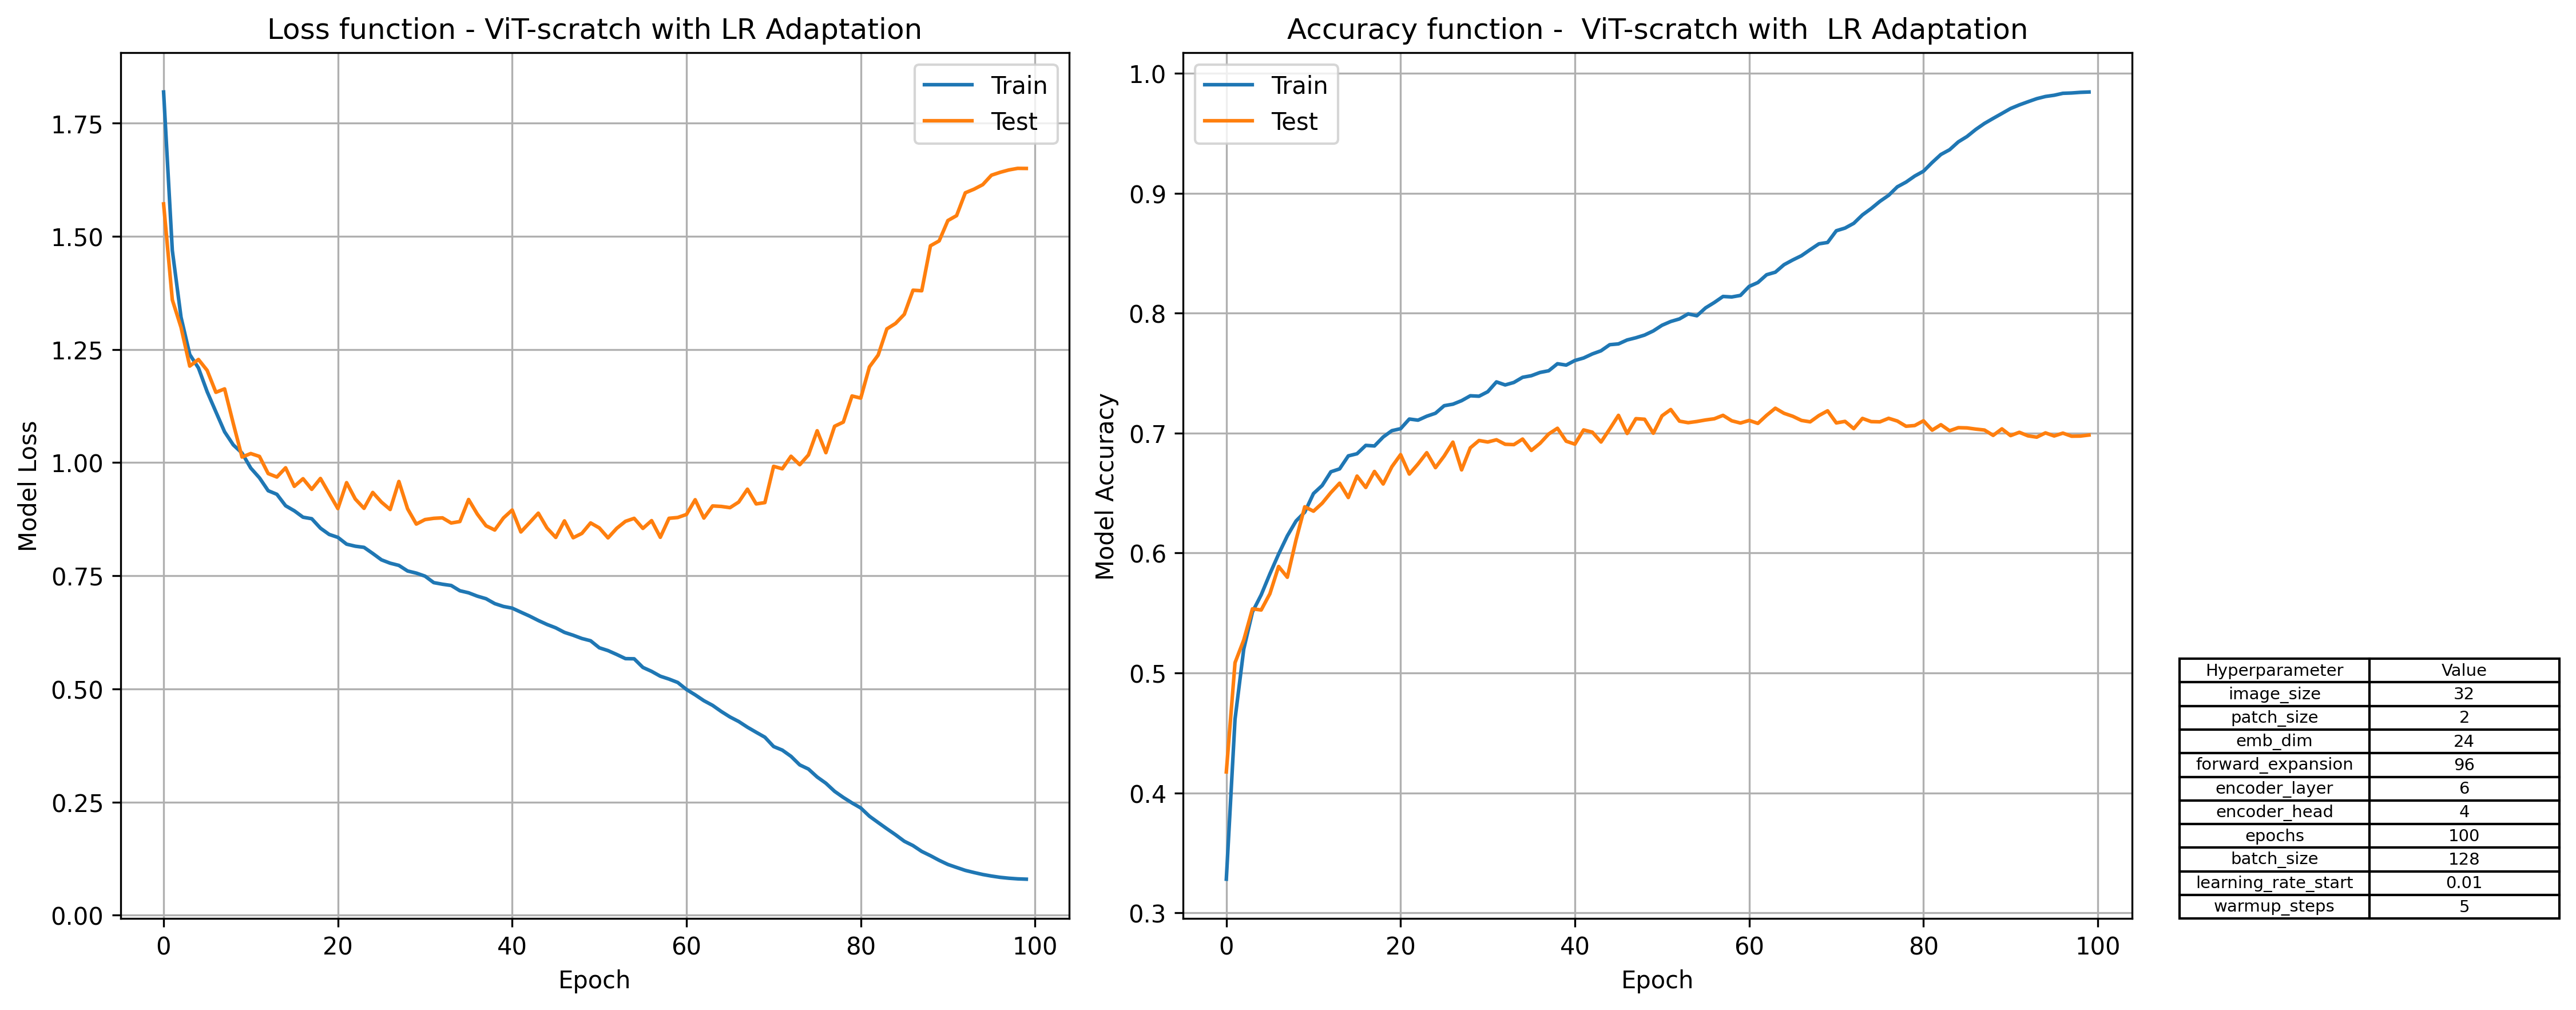 Loss function - ViT-scratch with LR Adaptation
Train
Test
1.75
1.50
1.25
1.00
0.75
0.50
0.25
0.00
Model Loss
0 20 40 60 80 100
Epoch
Accuracy function -  ViT-scratch with  LR Adaptation
Train
Test
1.0
0.9
0.8
0.7
0.6
0.5
0.4
0.3
Model Accuracy
0 20 40 60 80 100
Epoch
Hyperparameter Value
image_size 32
patch_size 2
emb_dim 24
forward_expansion 96
encoder_layer 6
encoder_head 4
epochs 100
batch_size 128
learning_rate_start 0.01
warmup_steps 5